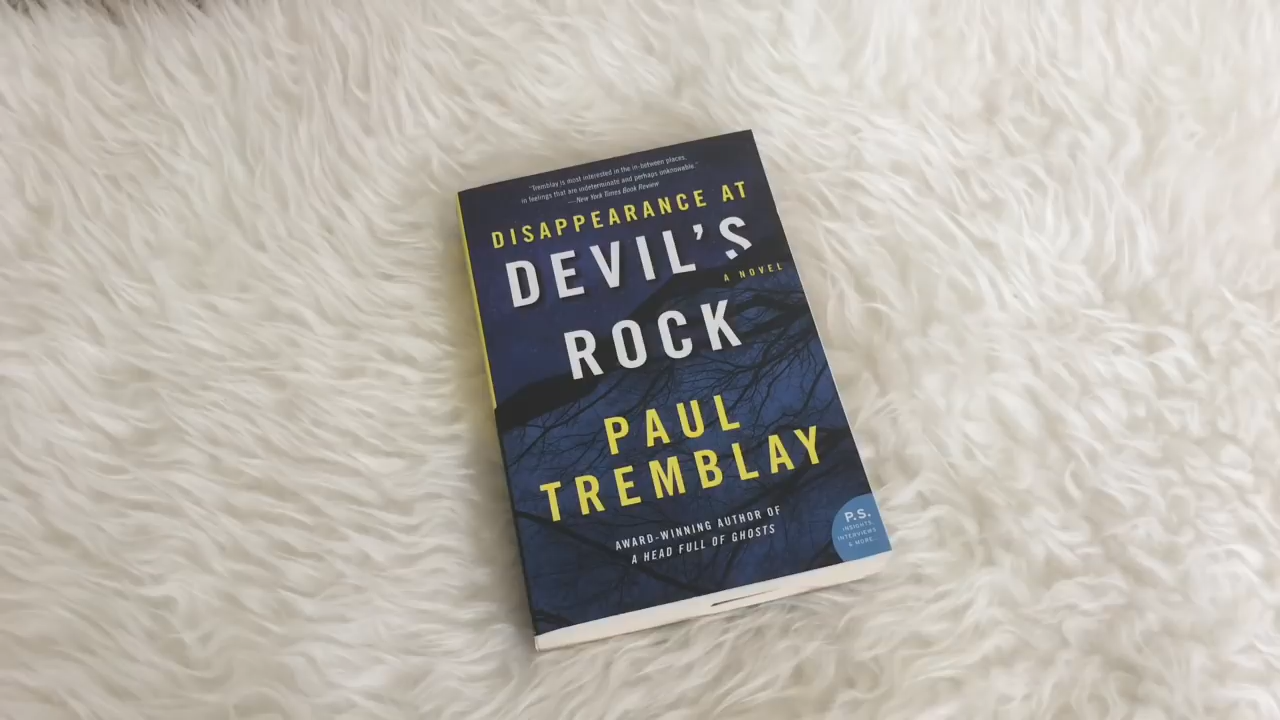 "Tremblay is most interested in the in-between places,
in feelings that are indeterminate and perhaps unknowable."
—New York Times Book Review
DISAPPEARANCE AT
DEVIL'S
A NOVEL
ROCK
PAUL
TREMBLAY
AWARD-WINNING AUTHOR OF
A HEAD FULL OF GHOSTS
P.S.
INSIGHTS,
INTERVIEWS
& MORE...